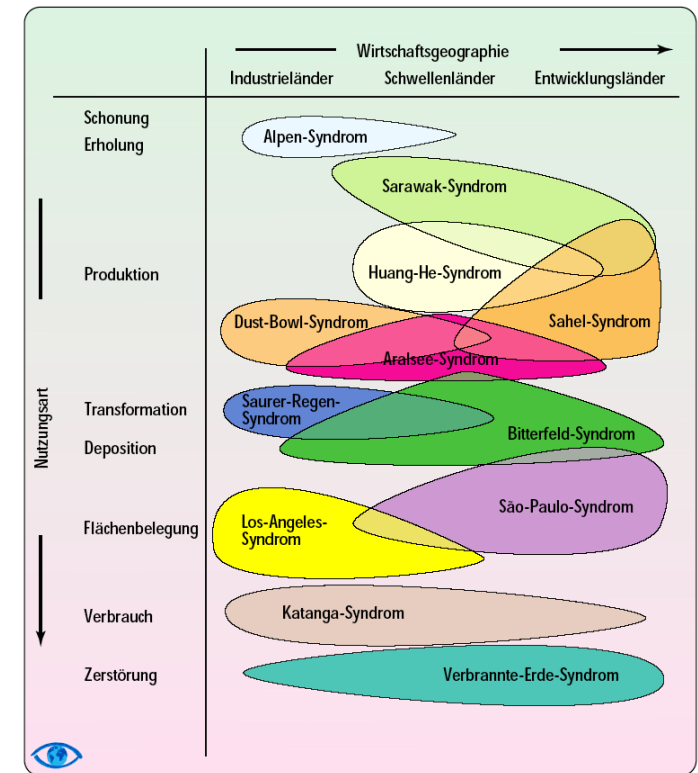 Wirtschaftsgeographie
Industrieländer Schwellenländer Entwicklungsländer
Schonung
Erholung
Alpen-Syndrom
Sarawak-Syndrom
Produktion
Huang-He-Syndrom
Dust-Bowl-Syndrom
Sahel-Syndrom
Aralsee-Syndrom
Nutzungsart
Transformation
Saurer-Regen-
Syndrom
Deposition
Bitterfeld-Syndrom
São-Paulo-Syndrom
Flächenbelegung
Los-Angeles-
Syndrom
Verbrauch
Katanga-Syndrom
Zerstörung
Verbrannte-Erde-Syndrom